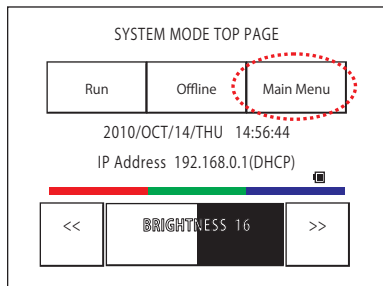 SYSTEM MODE TOP PAGE
Run Offline Main Menu
2010/OCT/14/THU 14:56:44
IP Address 192.168.0.1(DHCP)
<< BRIGHTNESS 16 >>